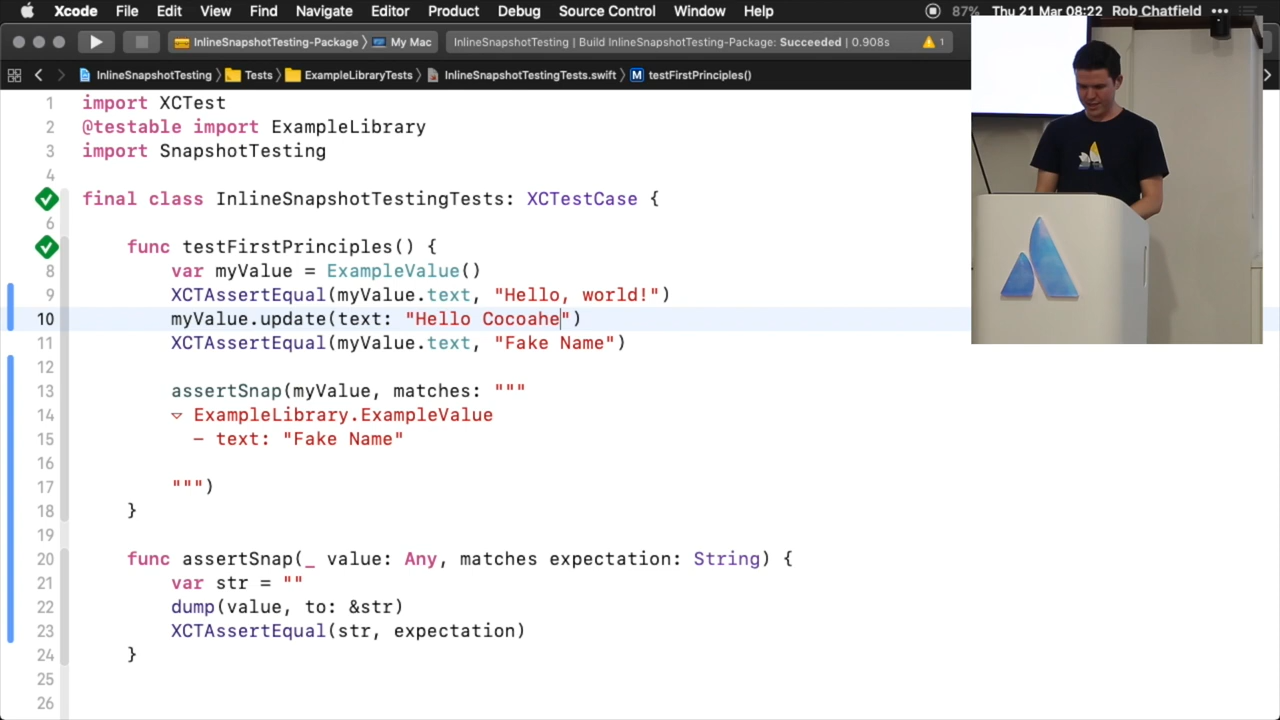 Xcode File Edit View Find Navigate Editor Product Debug Source Control Window Help 87% Thu 21 Mar 08:22 Rob Chatfield
InlineSnapshotTesting-Package My Mac InlineSnapshotTesting | Build InlineSnapshotTesting-Package: Succeeded | 0.908s 1
InlineSnapshotTesting Tests ExampleLibraryTests InlineSnapshotTestingTests.swift M testFirstPrinciples()
1 import XCTest
2 @testable import ExampleLibrary
3 import SnapshotTesting
4
final class InlineSnapshotTestingTests: XCTestCase {
6
func testFirstPrinciples() {
8 var myValue = ExampleValue()
9 XCTAssertEqual(myValue.text, "Hello, world!")
10 myValue.update(text: "Hello Cocoahe")
11 XCTAssertEqual(myValue.text, "Fake Name")
12
13 assertSnap(myValue, matches: """
14 ▿ ExampleLibrary.ExampleValue
15 - text: "Fake Name"
16
17 """)
18 }
19
20 func assertSnap(_ value: Any, matches expectation: String) {
21 var str = ""
22 dump(value, to: &str)
23 XCTAssertEqual(str, expectation)
24 }
25
26